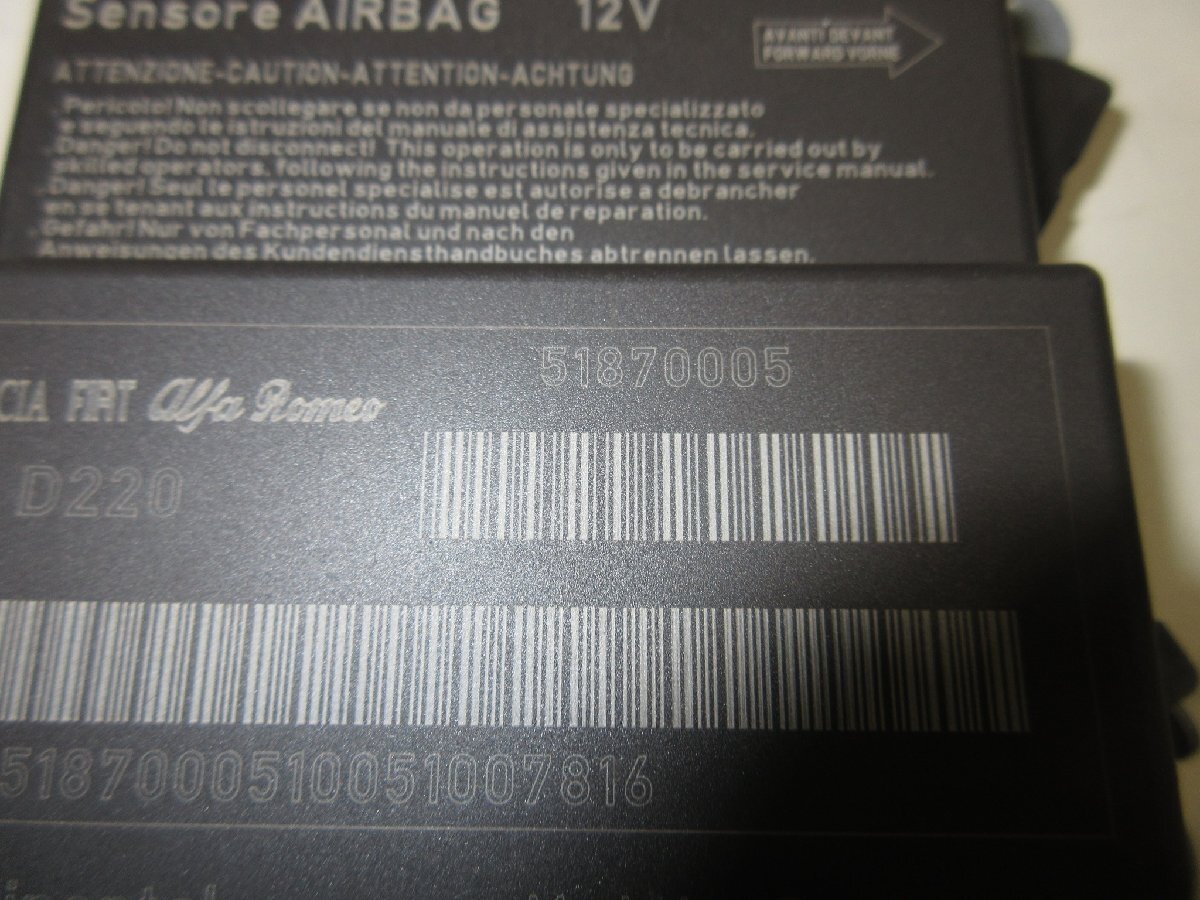 Sensore AIRBAG 12V
AVANTI DEVANT
FORWARD VORNE
ATTENZIONE-CAUTION-ATTENTION-ACHTUNG
Pericolo! Non scollegare se non da personale specializzato
e seguendo le istruzioni del manuale di assistenza tecnica.
Danger! Do not disconnect! This operation is only to be carried out by
skilled operators, following the instructions given in the service manual.
Danger! Seul le personel specialise est autorise a debrancher
en se tenant aux instructions du manuel de reparation.
Gefahr! Nur von Fachpersonal und nach den
Anweisungen des Kundendiensthandbuches abtrennen lassen.
51870005
CIA FIAT Alfa Romeo
D220
5187000510051007816